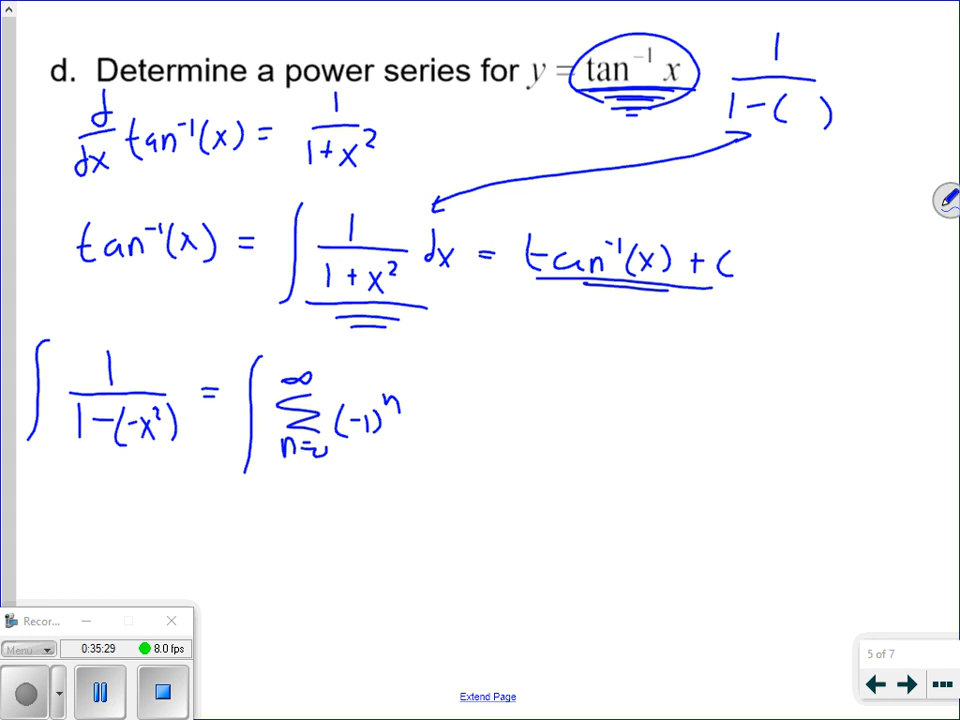 d. Determine a power series for y = tan⁻¹ x
1/(1-( ))
d/dx tan⁻¹(x) = 1/(1+x²)
tan⁻¹(x) = ∫ 1/(1+x²) dx = tan⁻¹(x) + C
∫ 1/(1-(-x²)) = ∫ ∞ Σ n=0 (-1)ⁿ
Recor...
Menu 0:35:29 8.0 fps
5 of 7
Extend Page